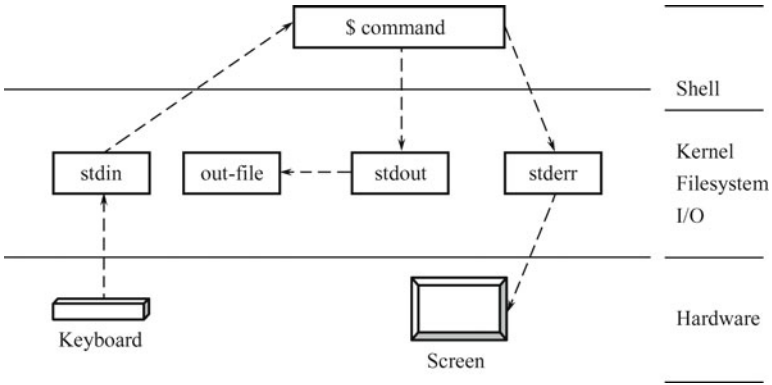 $ command
Shell
stdin
out-file
stdout
stderr
Kernel
Filesystem
I/O
Keyboard
Screen
Hardware